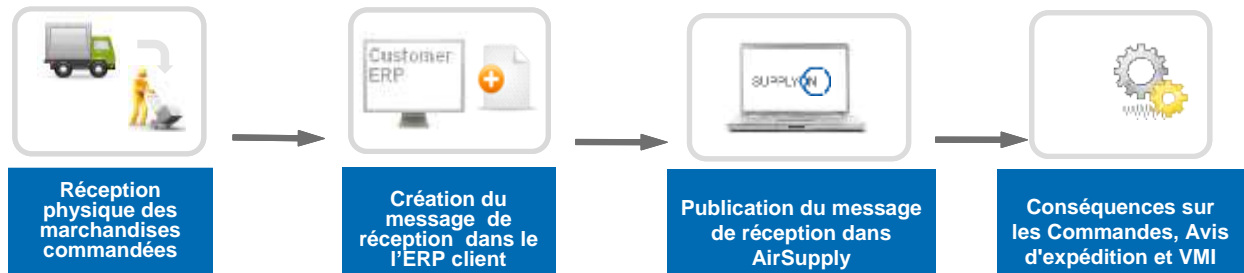 Customer
ERP
SUPPLYON
Réception
physique des
marchandises
commandées
Création du
message de
réception dans le
l'ERP client
Publication du message
de réception dans
AirSupply
Conséquences sur
les Commandes, Avis
d'expédition et VMI